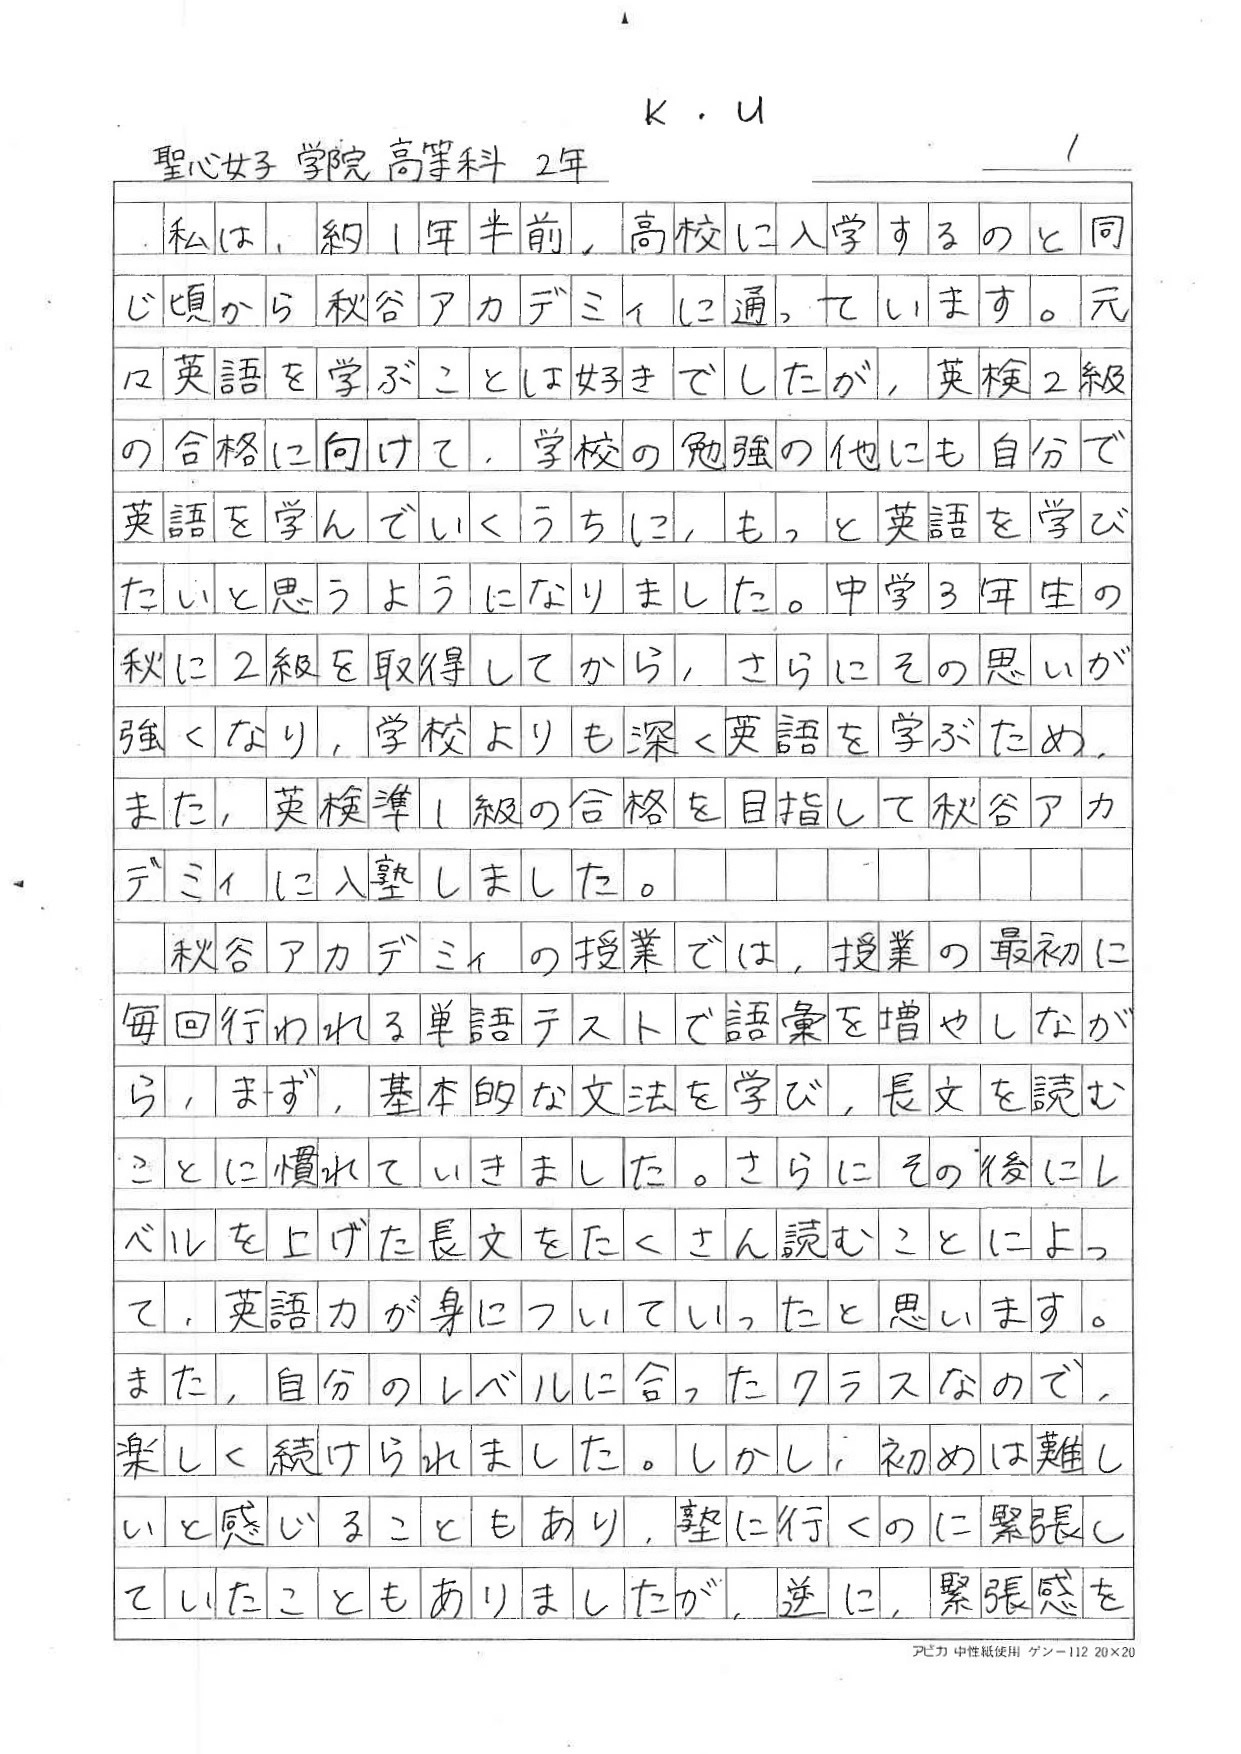 K.U
聖心女子学院高等科 2年
1
私は,約1年半前,高校に入学するのと同
じ頃から秋谷アカデミィに通っています。元
々英語を学ぶことは好きでしたが,英検2級
の合格に向けて,学校の勉強の他にも自分で
英語を学んでいくうちに,もっと英語を学び
たいと思うようになりました。中学3年生の
秋に2級を取得してから,さらにその思いが
強くなり,学校よりも深く英語を学ぶため,
また,英検準1級の合格を目指して秋谷アカ
デミィに入塾しました。
秋谷アカデミィの授業では,授業の最初に
毎回行われる単語テストで語彙を増やしなが
ら,まず,基本的な文法を学び,長文を読む
ことに慣れていきました。さらにその後にレ
ベルを上げた長文をたくさん読むことによっ
て,英語力が身についていったと思います。
また,自分のレベルに合ったクラスなので,
楽しく続けられました。しかし,初めは難し
いと感じることもあり,塾に行くのに緊張し
ていたこともありましたが,逆に,緊張感を
アピカ 中性紙使用 ゲンー112 20×20